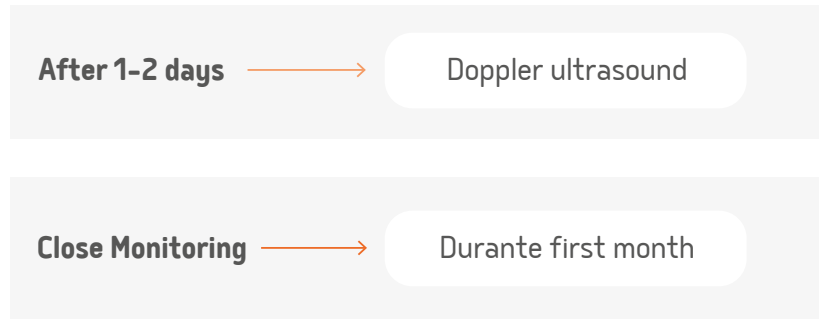 After 1-2 days
Doppler ultrasound
Close Monitoring
Durante first month